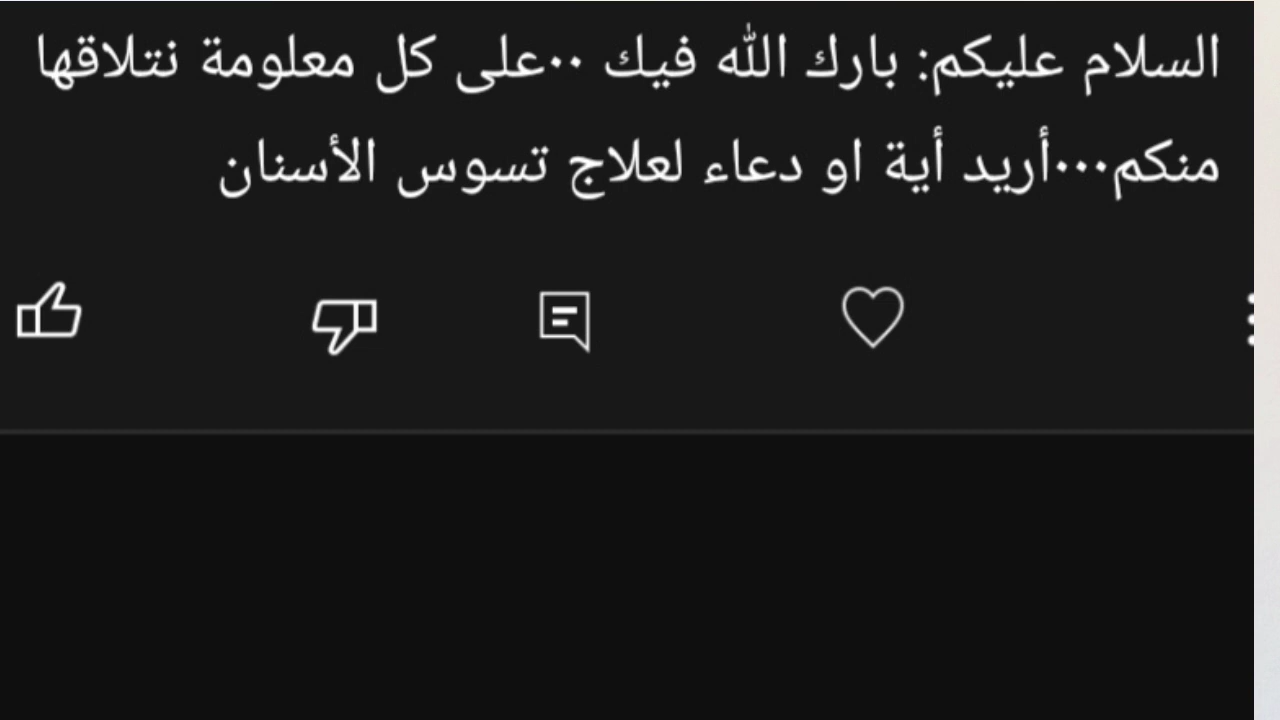 السلام عليكم: بارك الله فيك ٠٠على كل معلومة نتلاقها
منكم٠٠٠أريد أية او دعاء لعلاج تسوس الأسنان